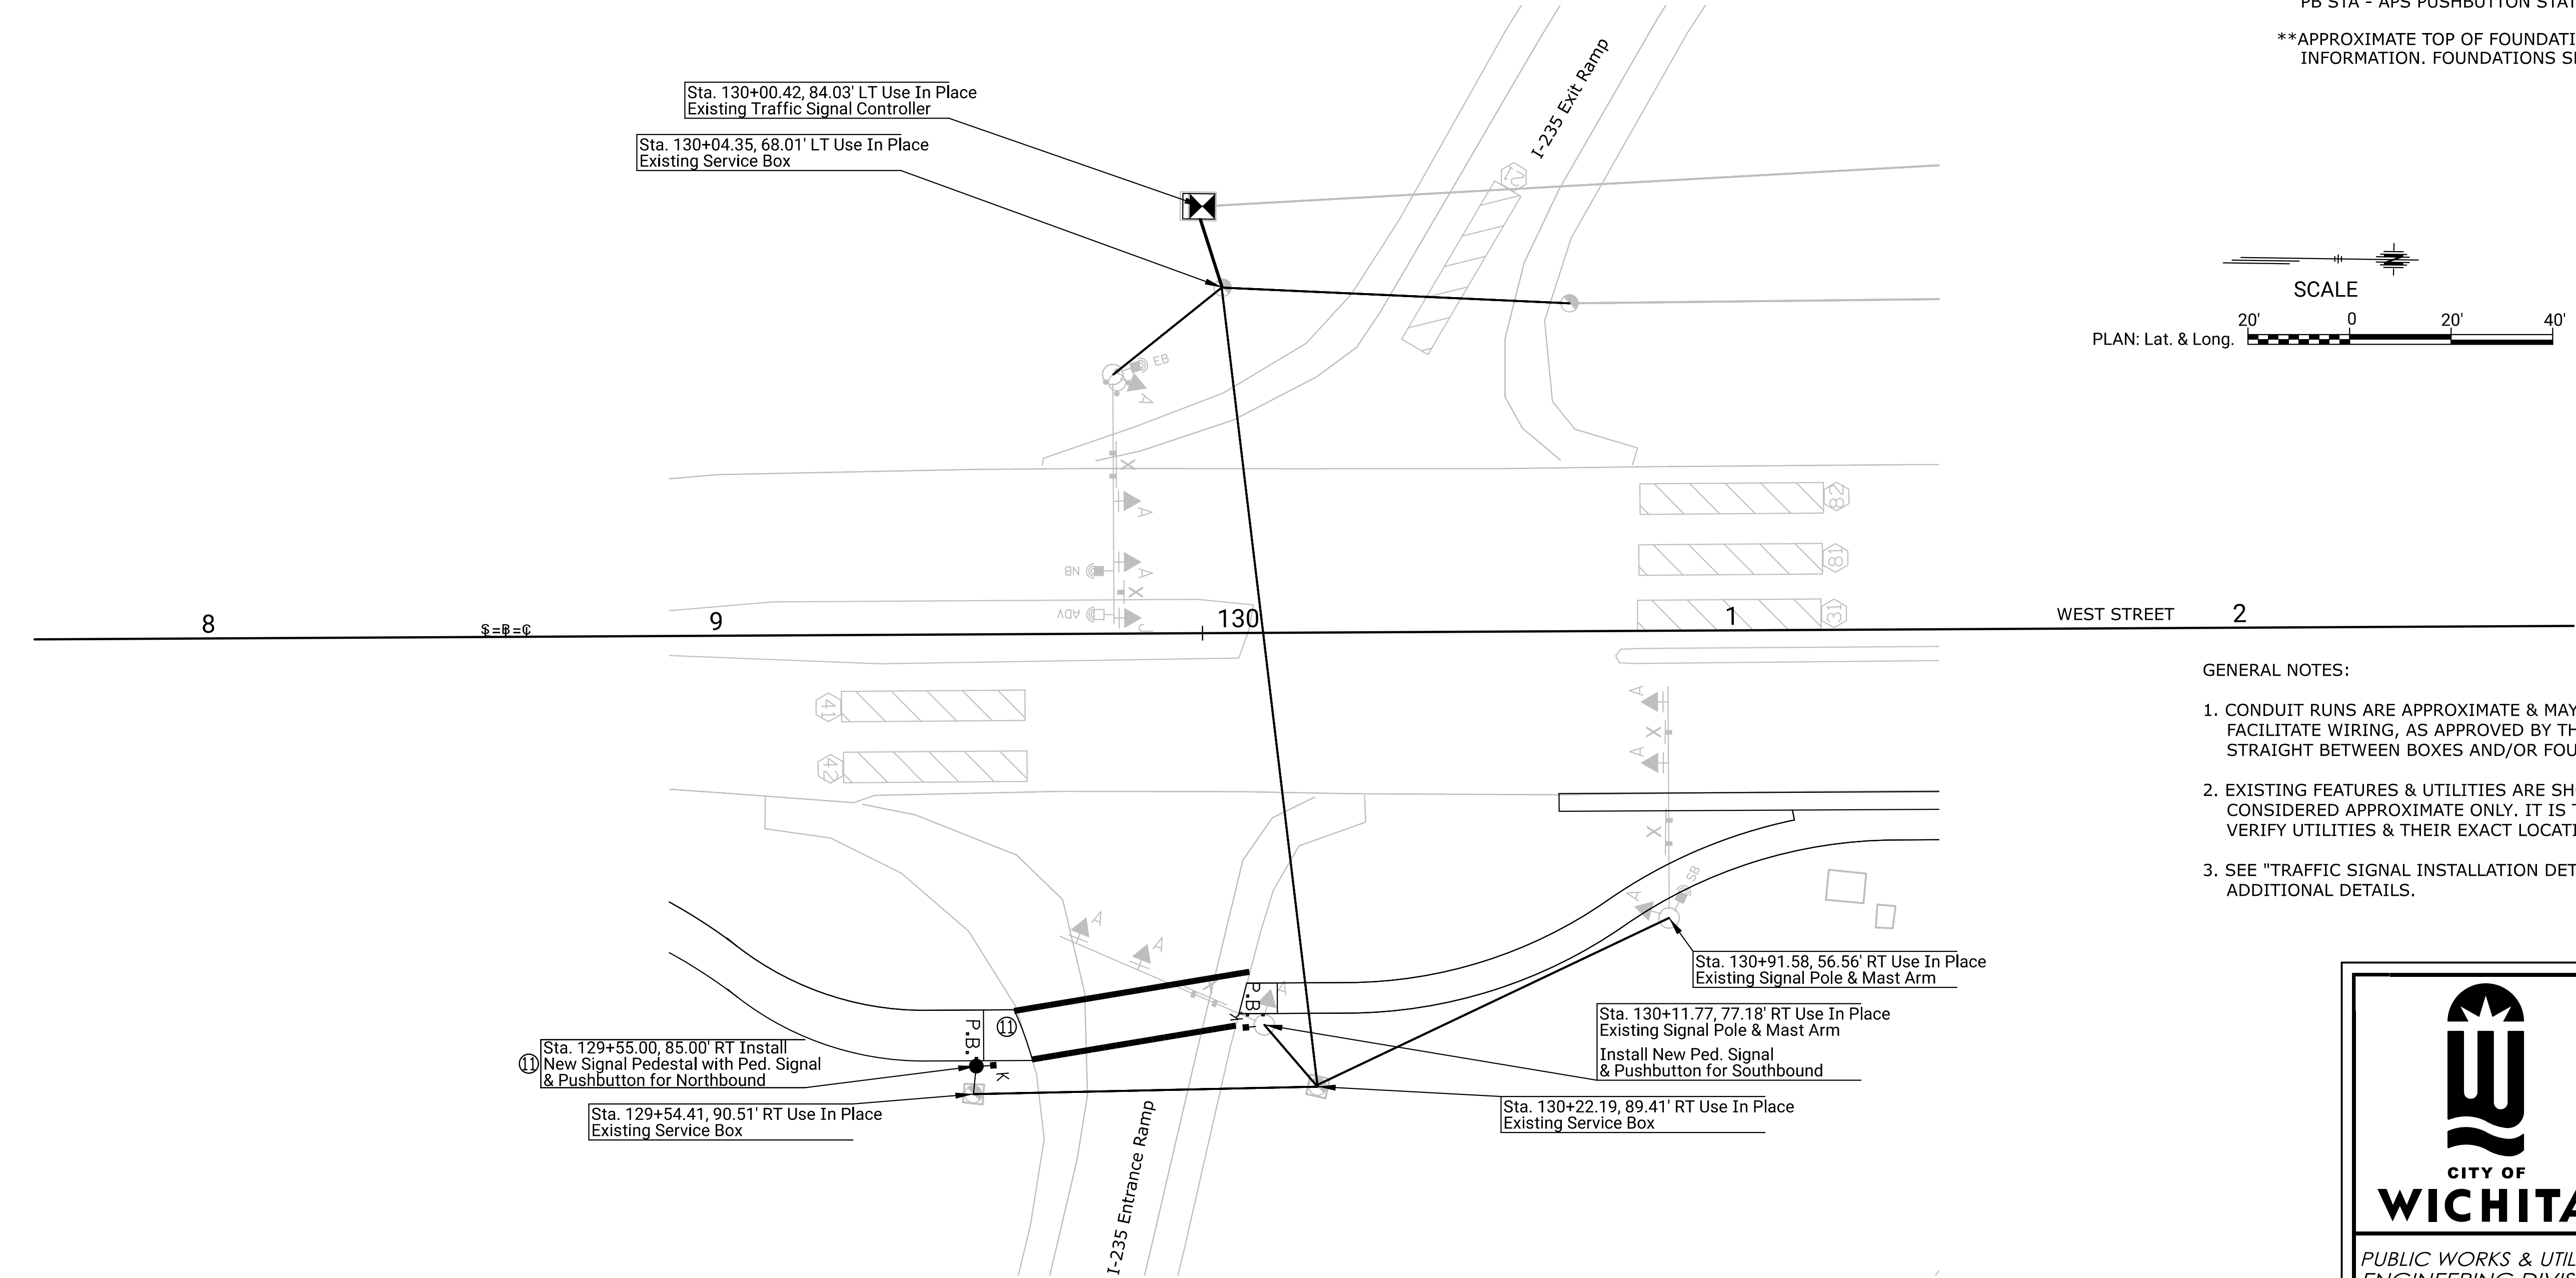 PB STA - APS PUSHBUTTON STAT
**APPROXIMATE TOP OF FOUNDATI
INFORMATION. FOUNDATIONS S
Sta. 130+00.42, 84.03' LT Use In Place
Existing Traffic Signal Controller
Sta. 130+04.35, 68.01' LT Use In Place
Existing Service Box
I-235 Exit Ramp
21
N
SCALE
20' 0 20' 40'
PLAN: Lat. & Long.
EB
A
X
A
82
A
NB
81
X
ADV
J
31
8
9
130
1
WEST STREET
2
41
42
A
X
A
X
GENERAL NOTES:
1. CONDUIT RUNS ARE APPROXIMATE & MAY
FACILITATE WIRING, AS APPROVED BY TH
STRAIGHT BETWEEN BOXES AND/OR FOU
2. EXISTING FEATURES & UTILITIES ARE SH
CONSIDERED APPROXIMATE ONLY. IT IS T
VERIFY UTILITIES & THEIR EXACT LOCATI
3. SEE "TRAFFIC SIGNAL INSTALLATION DET
ADDITIONAL DETAILS.
SB
A
A
A
X
A
P.B.
K
P.B.
11
K
Sta. 130+91.58, 56.56' RT Use In Place
Existing Signal Pole & Mast Arm
Sta. 130+11.77, 77.18' RT Use In Place
Existing Signal Pole & Mast Arm
Install New Ped. Signal
& Pushbutton for Southbound
11
Sta. 129+55.00, 85.00' RT Install
New Signal Pedestal with Ped. Signal
& Pushbutton for Northbound
Sta. 129+54.41, 90.51' RT Use In Place
Existing Service Box
Sta. 130+22.19, 89.41' RT Use In Place
Existing Service Box
I-235 Entrance Ramp
CITY OF
WICHITA
PUBLIC WORKS & UTIL